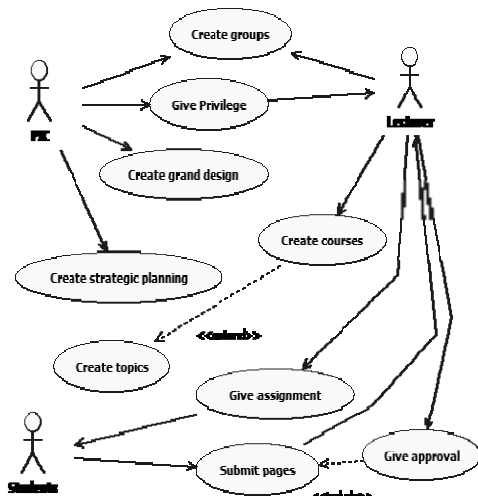 Create groups
Give Privilege
PIC
Lecturer
Create grand design
Create courses
Create strategic planning
<<extend>>
Create topics
Give assignment
Students
Submit pages
Give approval